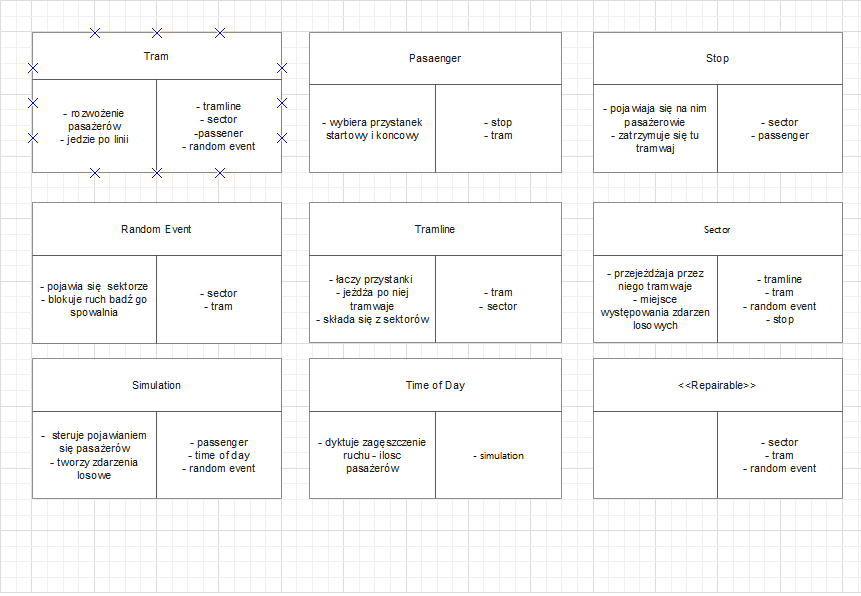 Tram
- rozwożenie
pasażerów
- jedzie po linii
- tramline
- sector
-passener
- random event
Pasaenger
- wybiera przystanek
startowy i koncowy
- stop
- tram
Stop
- pojawiaja się na nim
pasażerowie
- zatrzymuje się tu
tramwaj
- sector
- passenger
Random Event
- pojawia się sektorze
- blokuje ruch badź go
spowalnia
- sector
- tram
Tramline
- łaczy przystanki
- jeżdźa po niej
tramwaje
- składa się z sektorów
- tram
- sector
Sector
- przejeżdżaja przez
niego tramwaje
- miejsce
występowania zdarzen
losowych
- tramline
- tram
- random event
- stop
Simulation
- steruje pojawianiem
się pasażerów
- tworzy zdarzenia
losowe
- passenger
- time of day
- random event
Time of Day
- dyktuje zagęszczenie
ruchu - ilosc
pasażerów
- simulation
<<Repairable>>
- sector
- tram
- random event